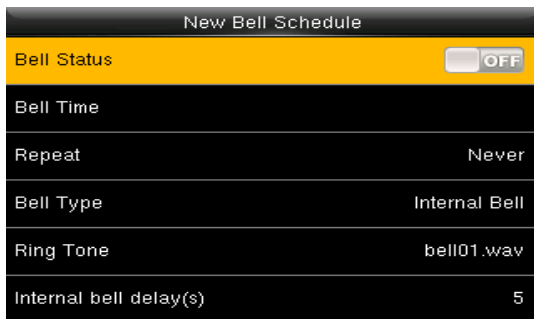 New Bell Schedule
Bell Status OFF
Bell Time
Repeat Never
Bell Type Internal Bell
Ring Tone bell01.wav
Internal bell delay(s) 5